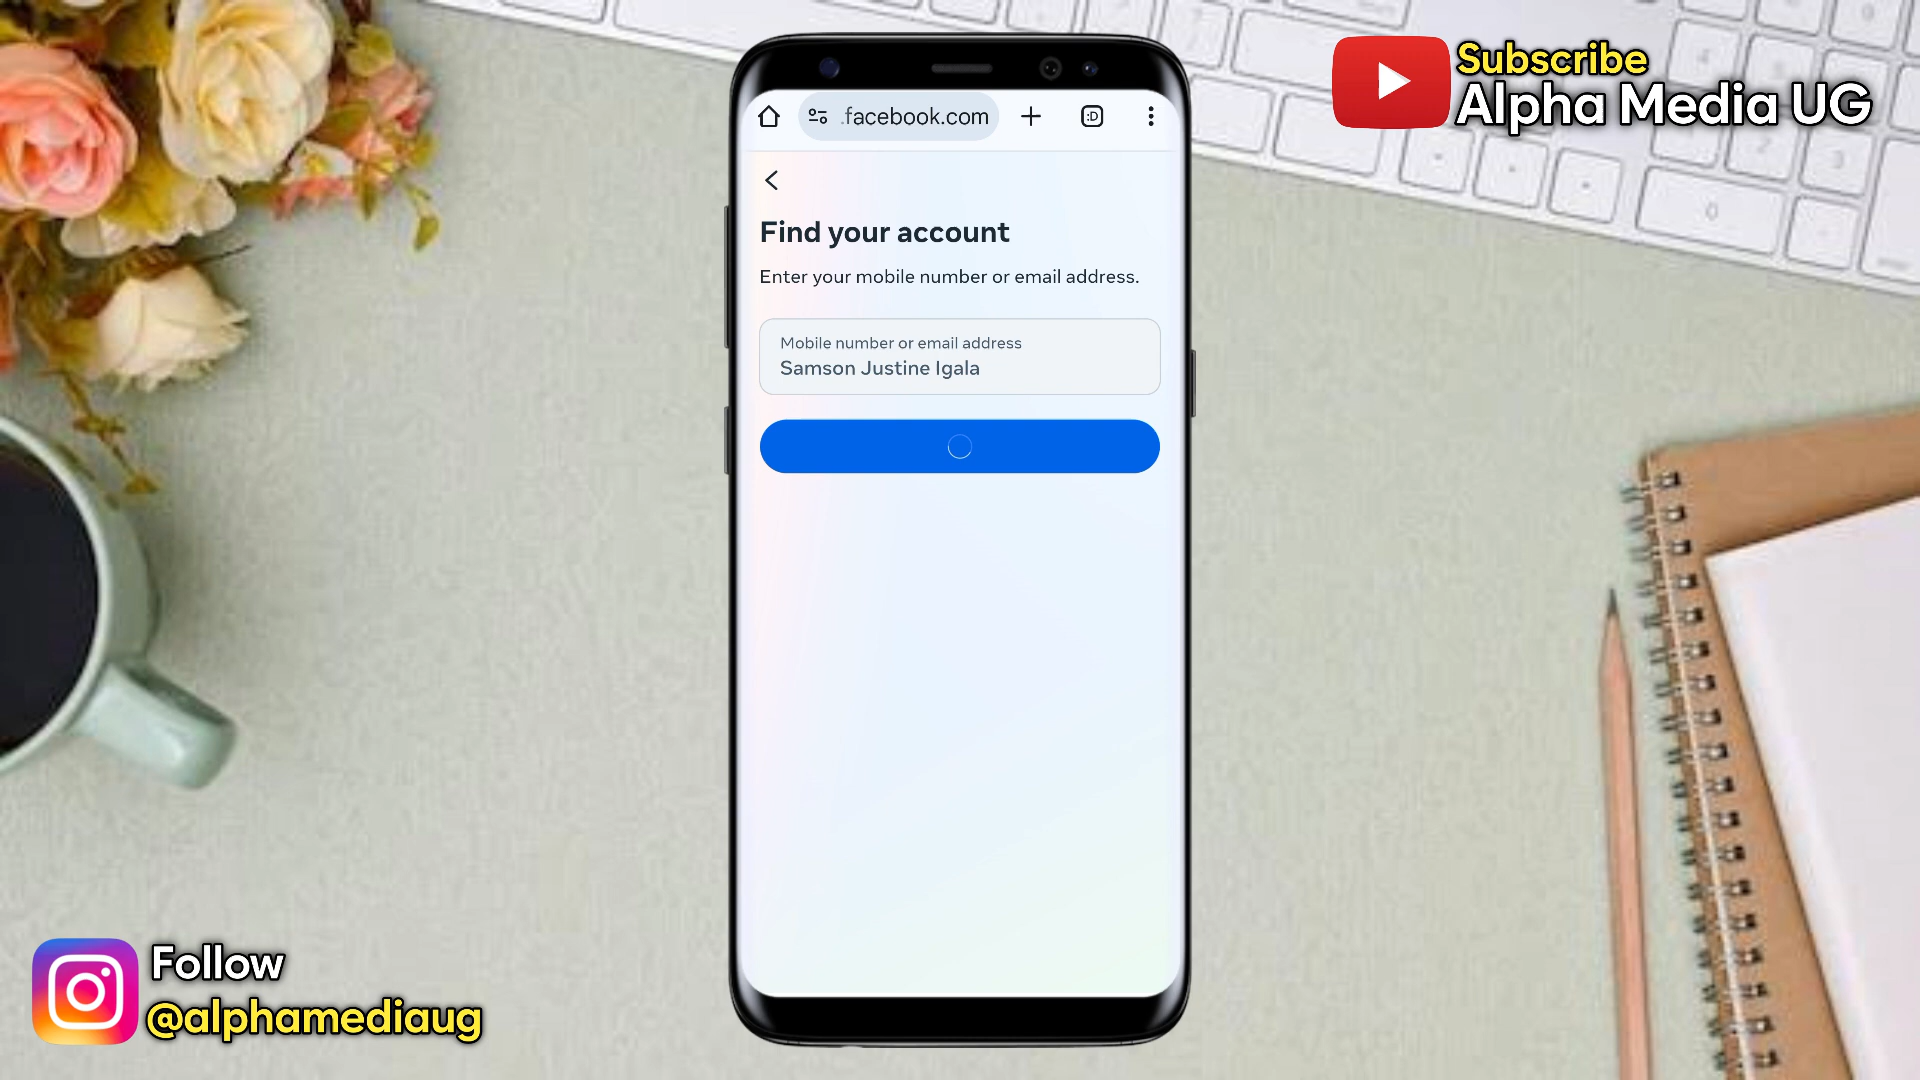 Subscribe
Alpha Media UG
.facebook.com
:D
Find your account
Enter your mobile number or email address.
Mobile number or email address
Samson Justine Igala
Follow
@alphamediaug